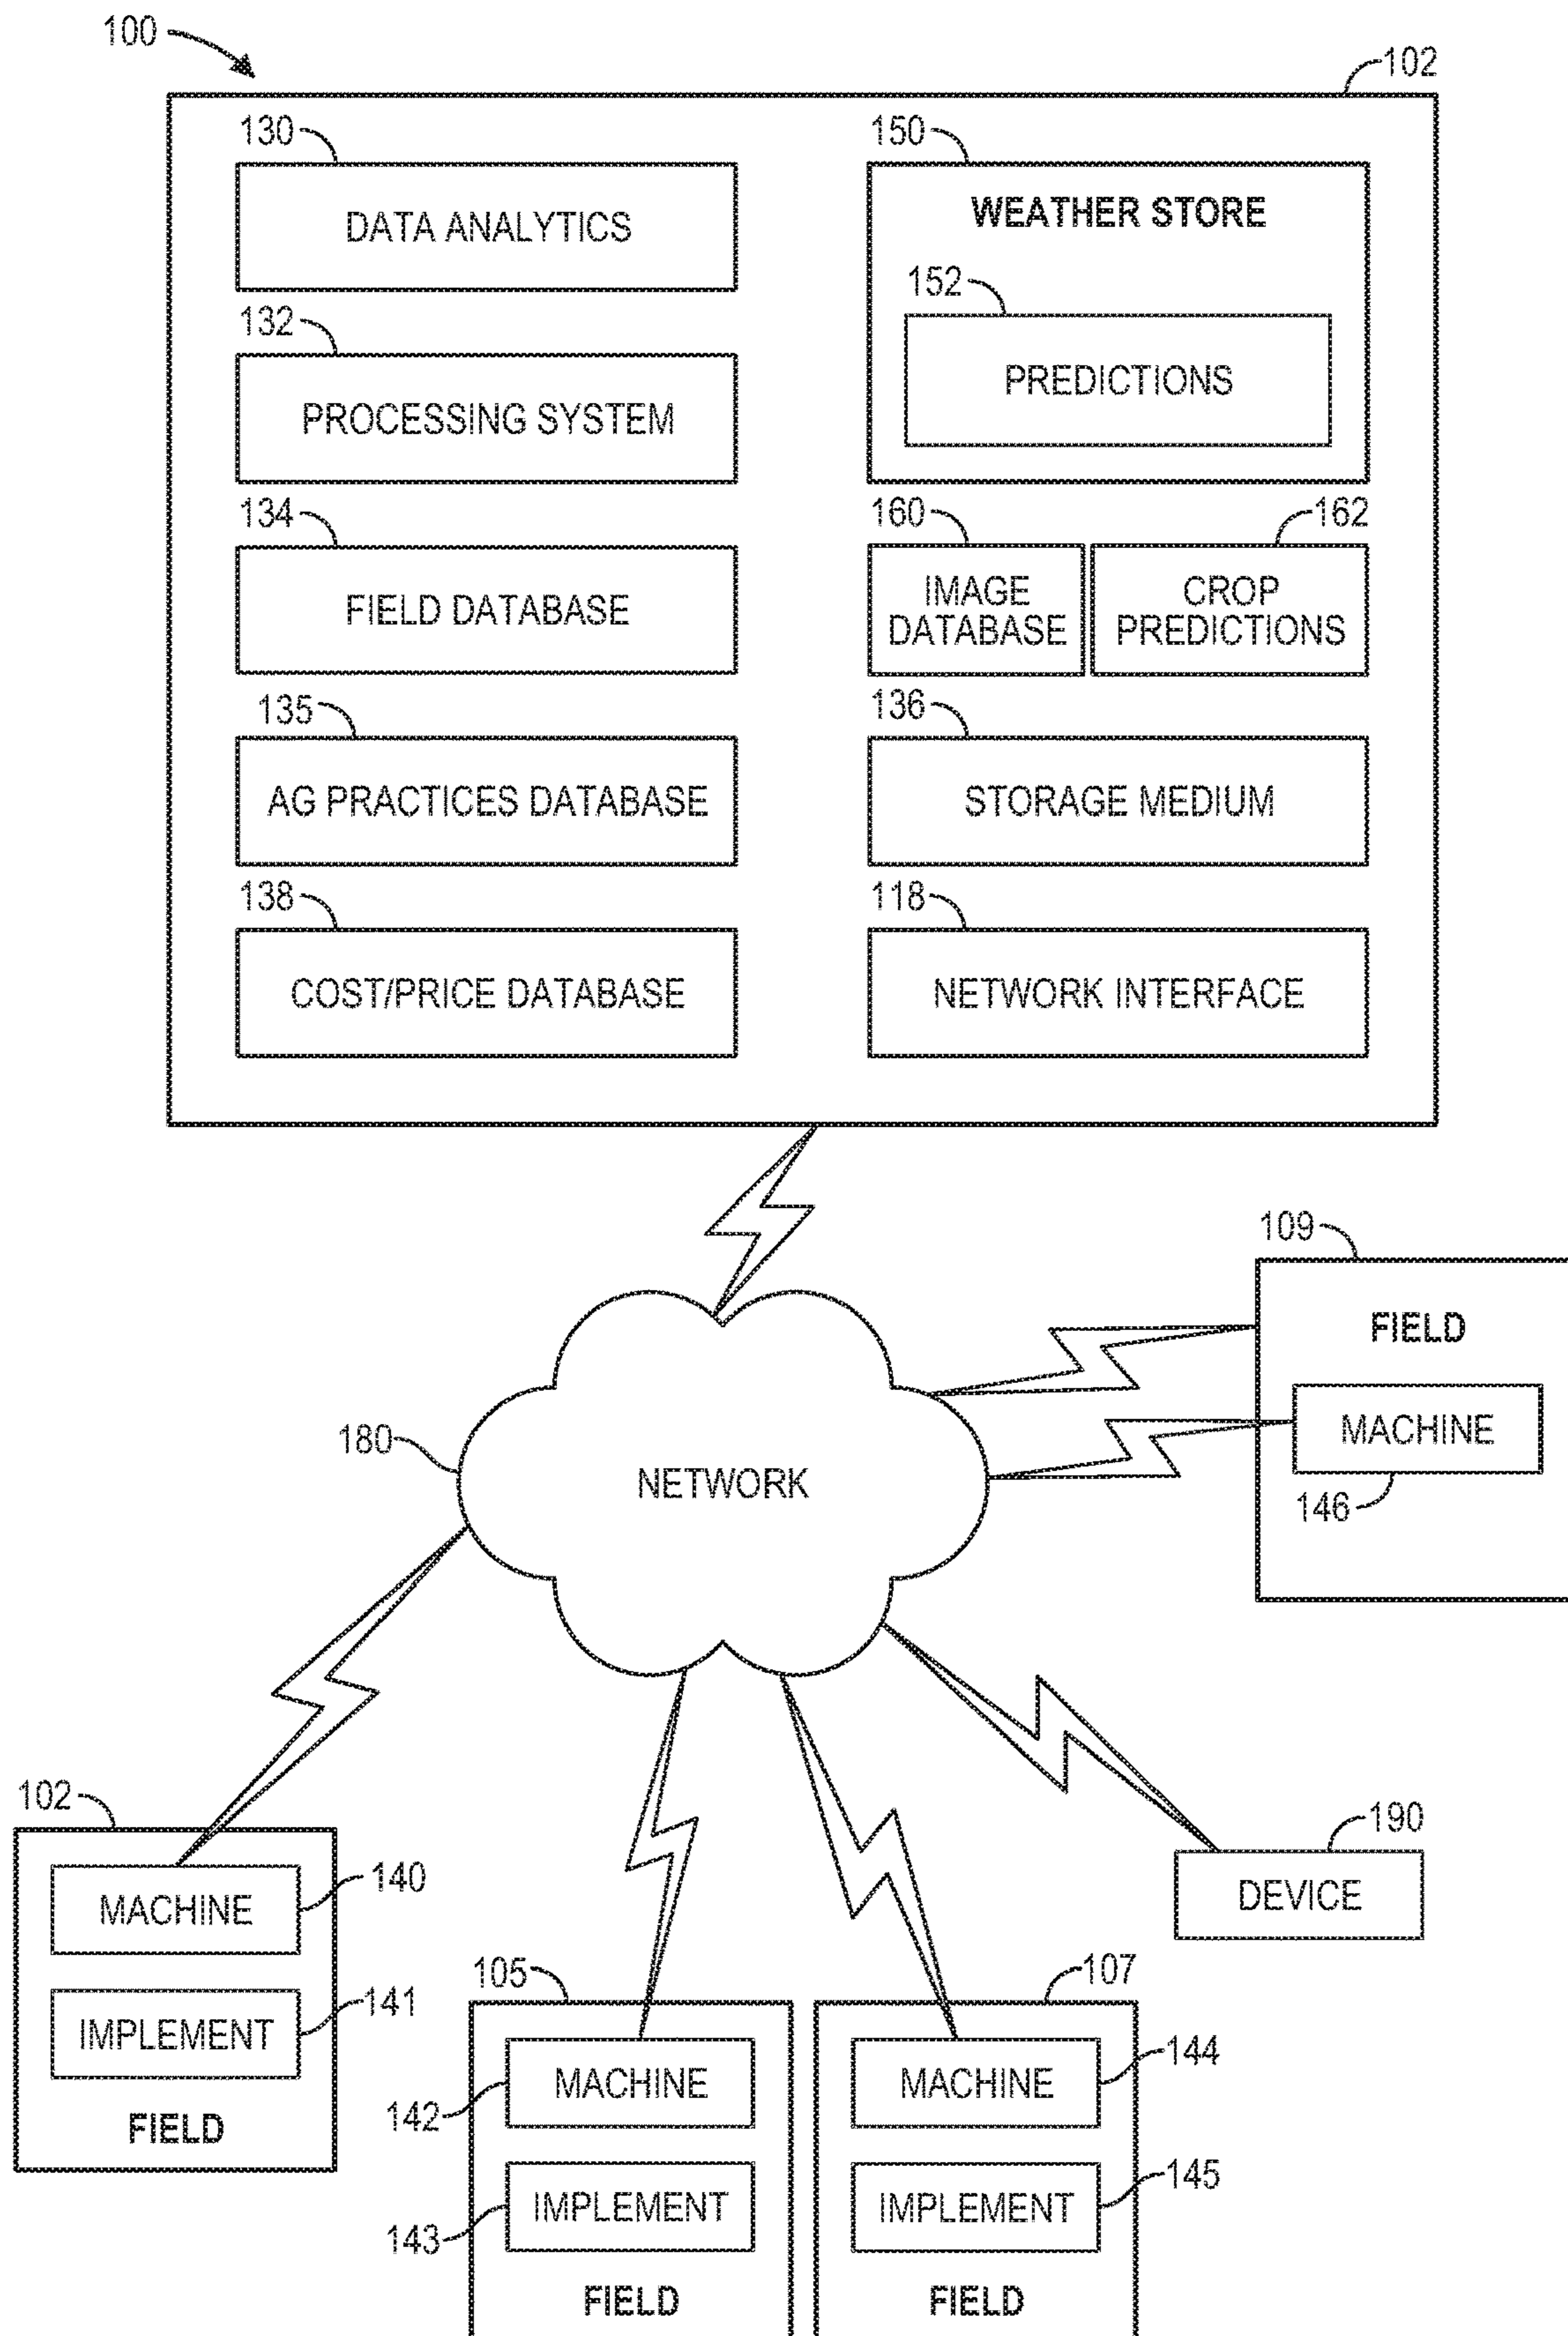 100
102
130
DATA ANALYTICS
132
PROCESSING SYSTEM
134
FIELD DATABASE
135
AG PRACTICES DATABASE
138
COST/PRICE DATABASE
150
WEATHER STORE
152
PREDICTIONS
160
IMAGE
DATABASE
162
CROP
PREDICTIONS
136
STORAGE MEDIUM
118
NETWORK INTERFACE
109
FIELD
MACHINE
146
180
NETWORK
102
MACHINE
140
IMPLEMENT
141
FIELD
190
DEVICE
105
MACHINE
142
IMPLEMENT
143
FIELD
107
MACHINE
144
IMPLEMENT
145
FIELD